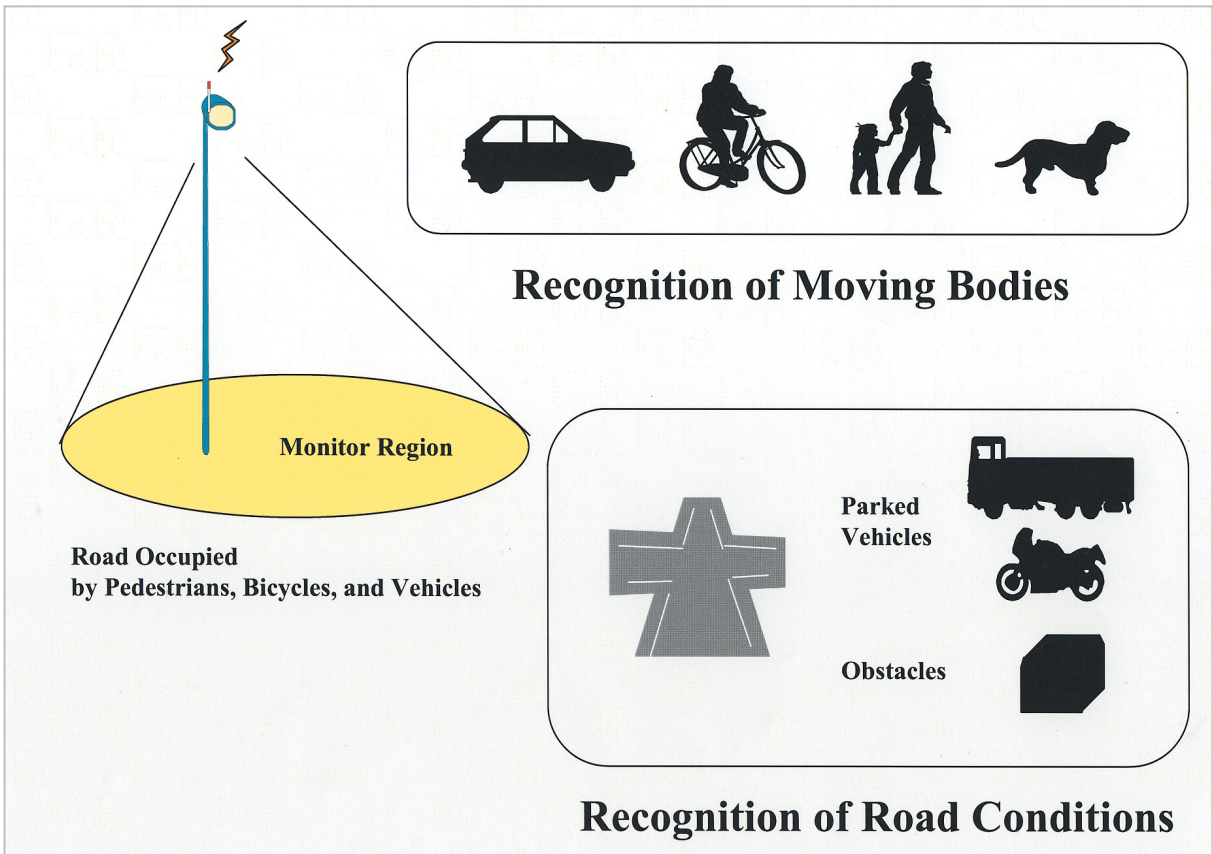 Recognition of Moving Bodies
Monitor Region
Road Occupied
by Pedestrians, Bicycles, and Vehicles
Parked
Vehicles
Obstacles
Recognition of Road Conditions